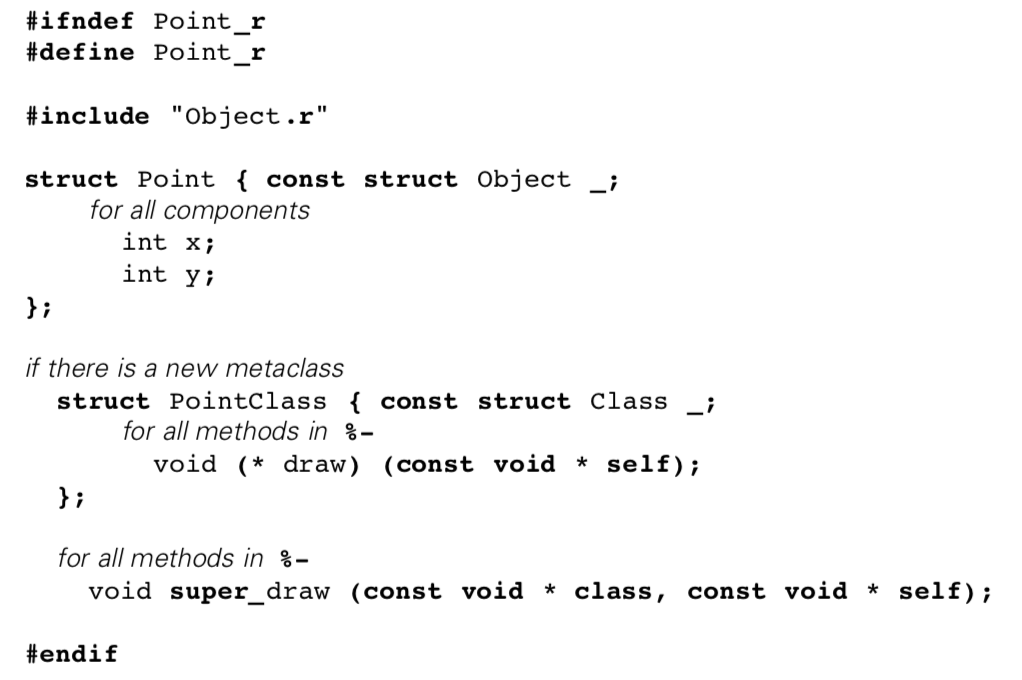 #ifndef Point_r
#define Point_r
#include "Object.r"
struct Point { const struct Object _;
for all components
int x;
int y;
};
if there is a new metaclass
struct PointClass { const struct Class _;
for all methods in %-
void (* draw) (const void * self);
};
for all methods in %-
void super_draw (const void * class, const void * self);
#endif